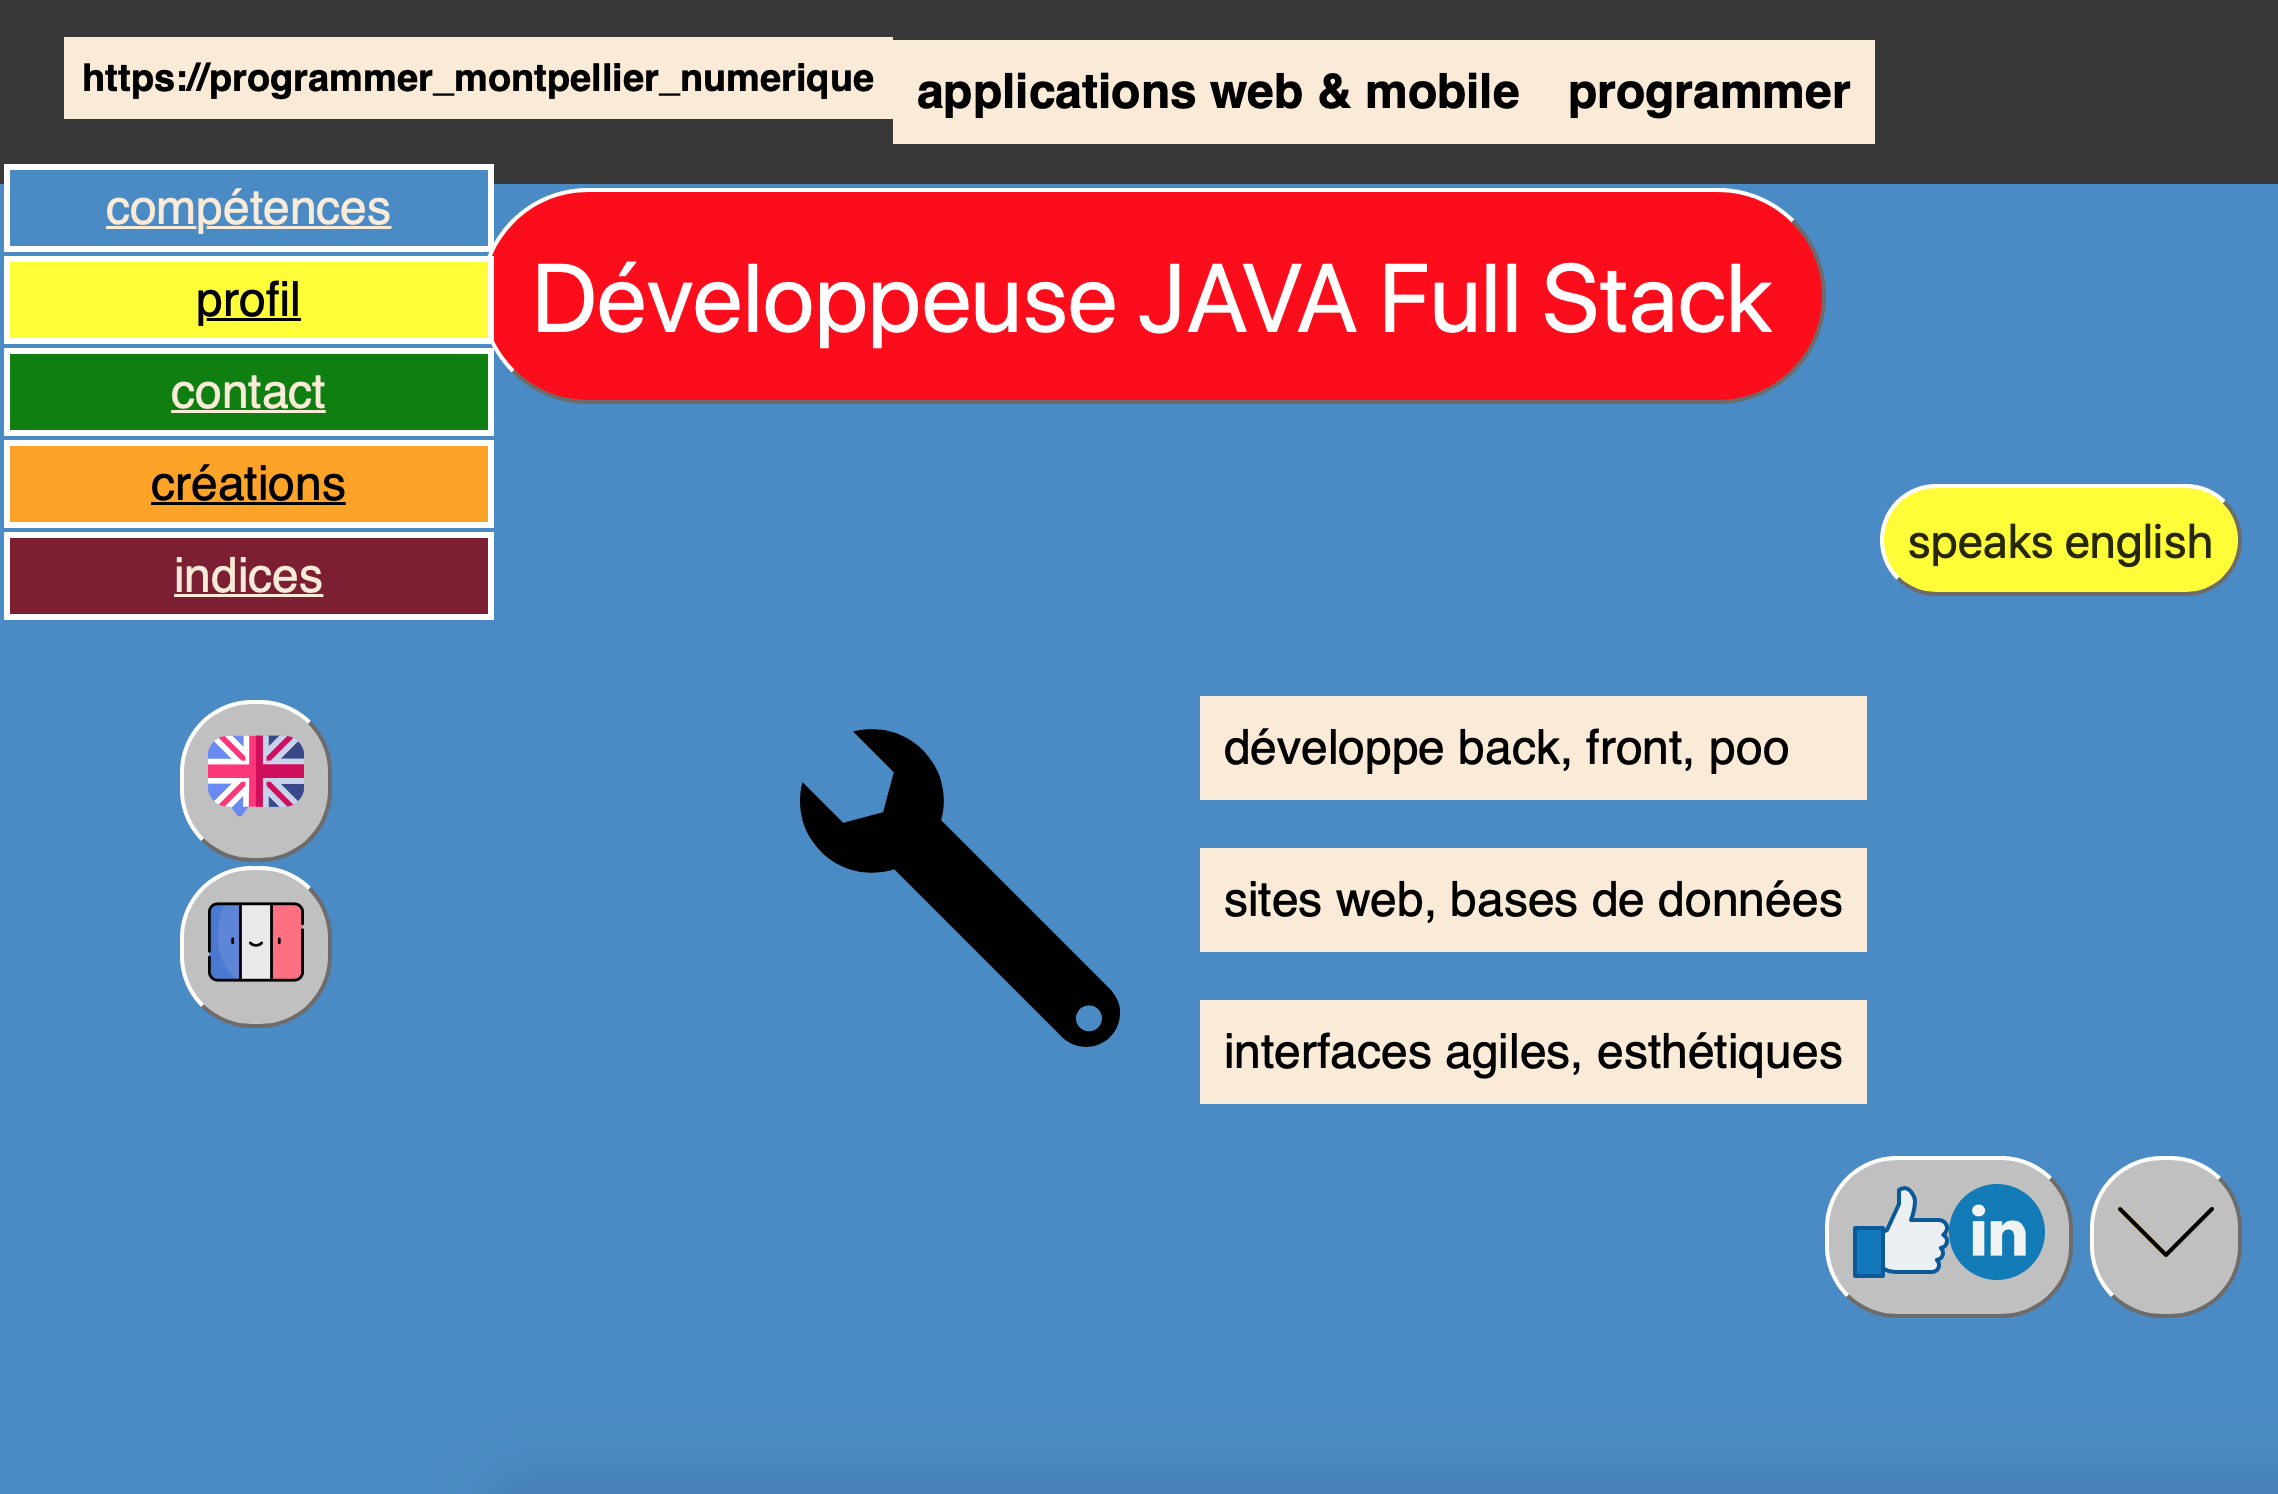 https://programmer_montpellier_numerique
applications web & mobile programmer
compétences
profil
contact
créations
indices
Développeuse JAVA Full Stack
speaks english
développe back, front, poo
sites web, bases de données
interfaces agiles, esthétiques
in